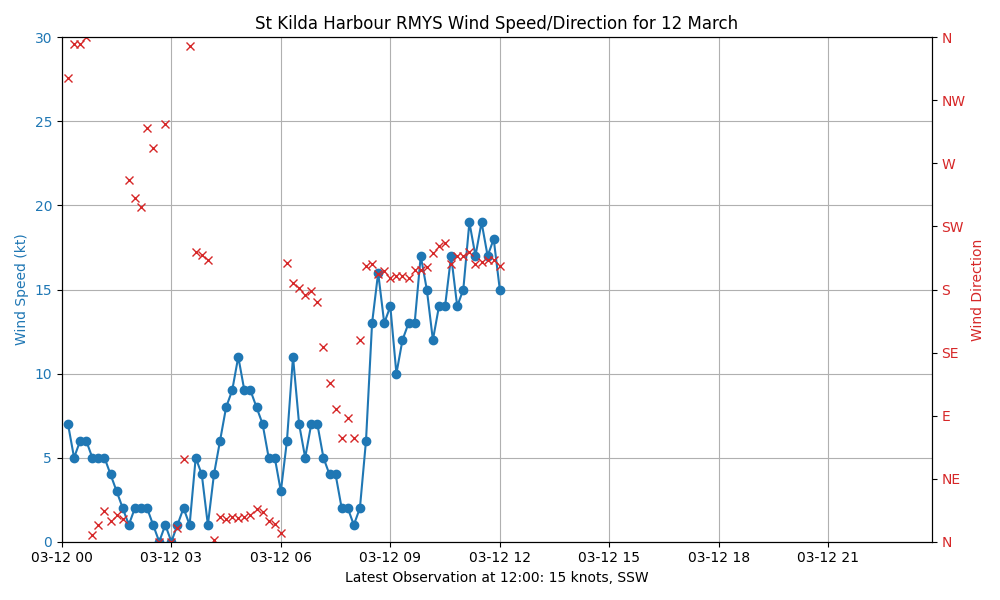 St Kilda Harbour RMYS Wind Speed/Direction for 12 March
30
25
20
15
10
5
0
Wind Speed (kt)
N
NW
W
SW
S
SE
E
NE
N
Wind Direction
03-12 00
03-12 03
03-12 06
03-12 09
03-12 12
03-12 15
03-12 18
03-12 21
Latest Observation at 12:00: 15 knots, SSW